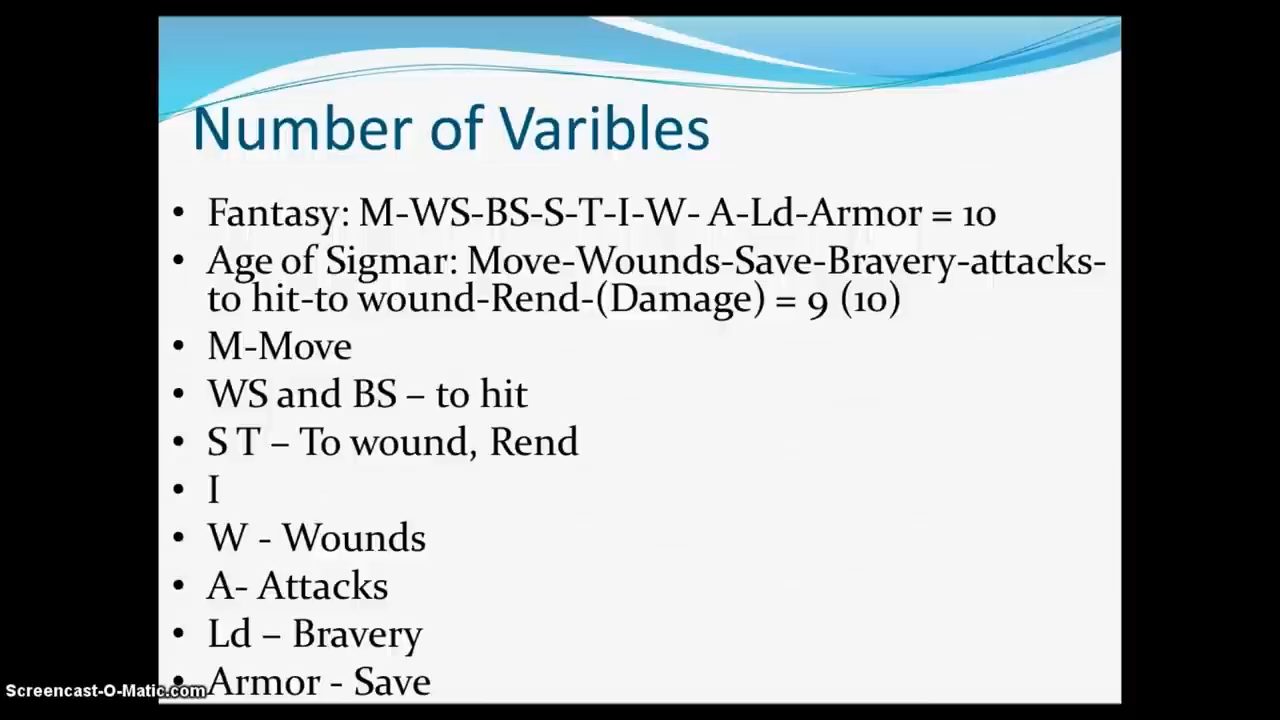 Number of Varibles
• Fantasy: M-WS-BS-S-T-I-W- A-Ld-Armor = 10
• Age of Sigmar: Move-Wounds-Save-Bravery-attacks-
to hit-to wound-Rend-(Damage) = 9 (10)
• M-Move
• WS and BS – to hit
• S T – To wound, Rend
• I
• W - Wounds
• A- Attacks
• Ld – Bravery
• Armor - Save
Screencast-O-Matic.com